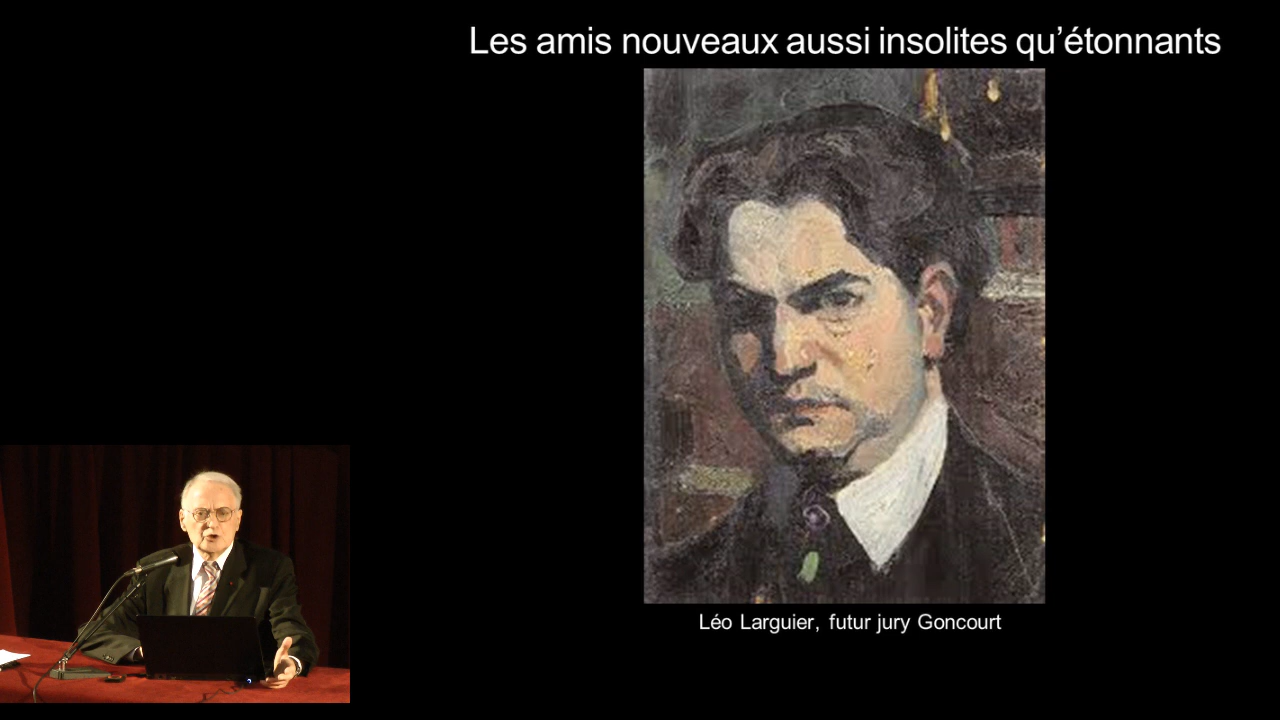 Les amis nouveaux aussi insolites qu’étonnants
Léo Larguier, futur jury Goncourt